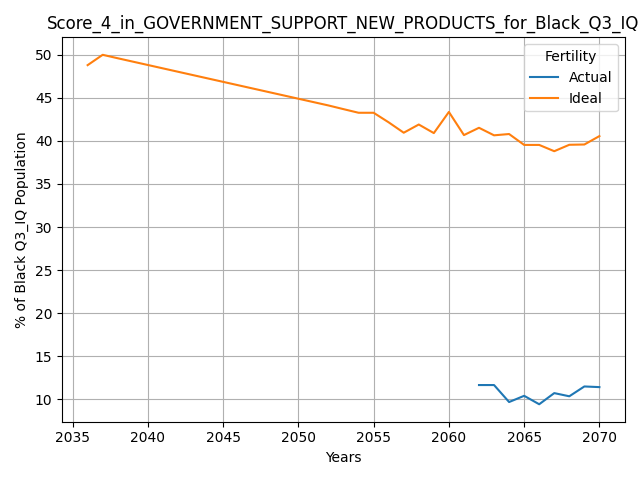 Score_4_in_GOVERNMENT_SUPPORT_NEW_PRODUCTS_for_Black_Q3_IQ
Fertility
Actual
Ideal
% of Black Q3_IQ Population
50
45
40
35
30
25
20
15
10
2035 2040 2045 2050 2055 2060 2065 2070
Years